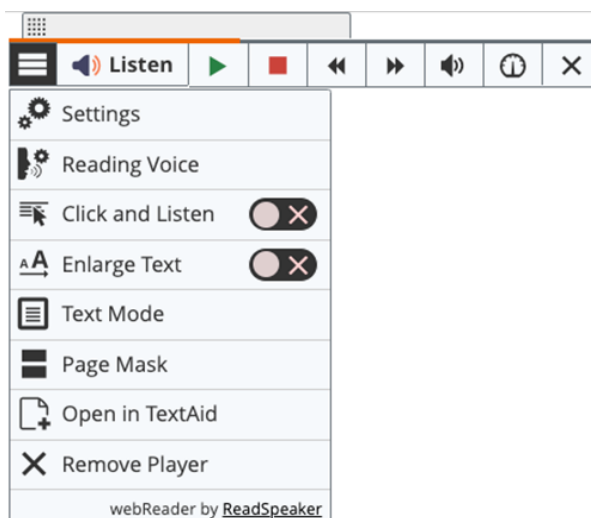 Listen
Settings
Reading Voice
Click and Listen
AA Enlarge Text
Text Mode
Page Mask
Open in TextAid
Remove Player
webReader by ReadSpeaker